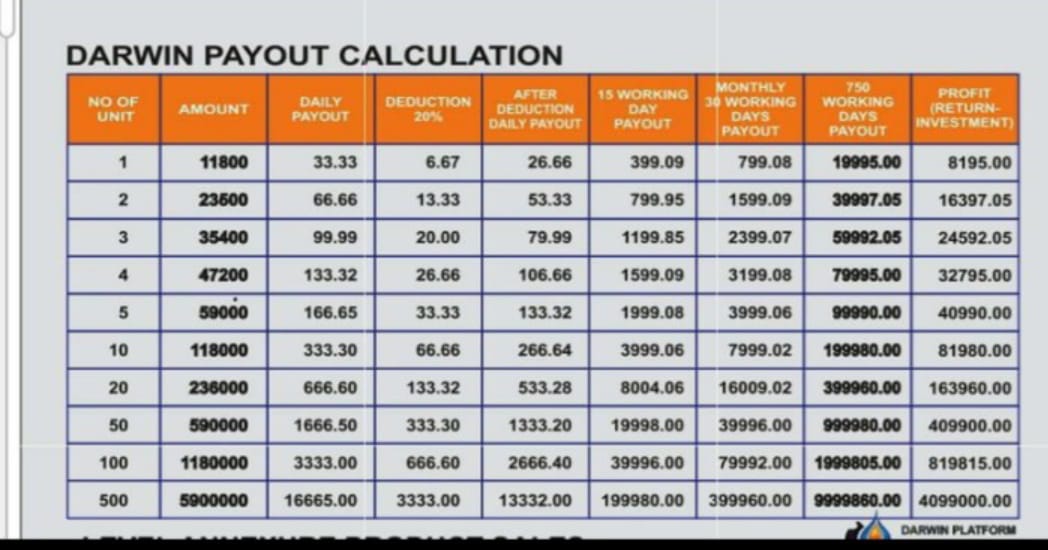 DARWIN PAYOUT CALCULATION
NO OF UNIT AMOUNT DAILY PAYOUT DEDUCTION 20% AFTER DEDUCTION DAILY PAYOUT 15 WORKING DAY PAYOUT MONTHLY 30 WORKING DAYS PAYOUT 750 WORKING DAYS PAYOUT PROFIT (RETURN-INVESTMENT)
1 11800 33.33 6.67 26.66 399.09 799.08 19995.00 8195.00
2 23600 66.66 13.33 53.33 799.95 1599.09 39997.05 16397.05
3 35400 99.99 20.00 79.99 1199.85 2399.07 59992.05 24592.05
4 47200 133.32 26.66 106.66 1599.09 3199.08 79995.00 32795.00
5 59000 166.65 33.33 133.32 1999.08 3999.06 99990.00 40990.00
10 118000 333.30 66.66 266.64 3999.06 7999.02 199980.00 81980.00
20 236000 666.60 133.32 533.28 8004.06 16009.02 399960.00 163960.00
50 590000 1666.50 333.30 1333.20 19998.00 39996.00 999980.00 409900.00
100 1180000 3333.00 666.60 2666.40 39996.00 79992.00 1999805.00 819815.00
500 5900000 16665.00 3333.00 13332.00 199980.00 399960.00 9999860.00 4099000.00
DARWIN PLATFORM